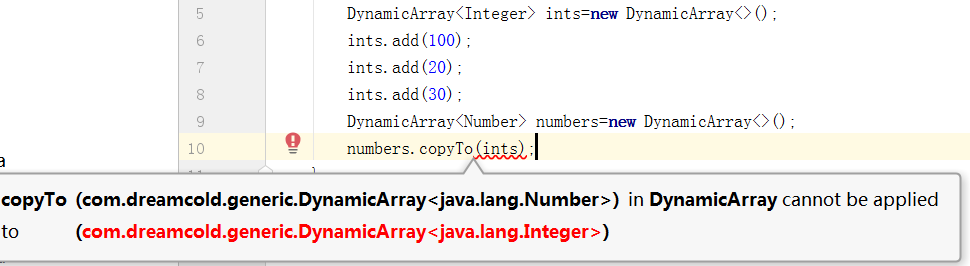 5 DynamicArray<Integer> ints=new DynamicArray<>();
6 ints.add(100);
7 ints.add(20);
8 ints.add(30);
9 DynamicArray<Number> numbers=new DynamicArray<>();
10 numbers.copyTo(ints);
a
copyTo (com.dreamcold.generic.DynamicArray<java.lang.Number>) in DynamicArray cannot be applied
to (com.dreamcold.generic.DynamicArray<java.lang.Integer>)